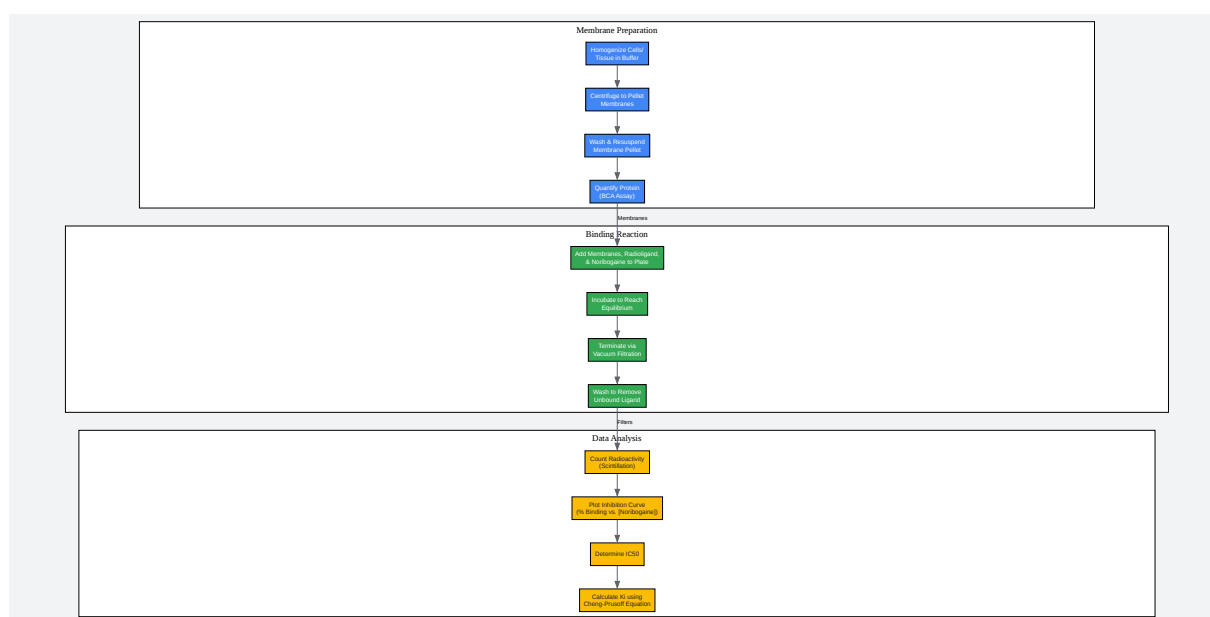 Membrane Preparation
Homogenize Cells/
Tissue in Buffer
Centrifuge to Pellet
Membranes
Wash & Resuspend
Membrane Pellet
Quantify Protein
(BCA Assay)
Membranes
Binding Reaction
Add Membranes, Radioligand,
& Noribogaine to Plate
Incubate to Reach
Equilibrium
Terminate via
Vacuum Filtration
Wash to Remove
Unbound Ligand
Filters
Data Analysis
Count Radioactivity
(Scintillation)
Plot Inhibition Curve
(% Binding vs. [Noribogaine])
Determine IC50
Calculate Ki using
Cheng-Prusoff Equation